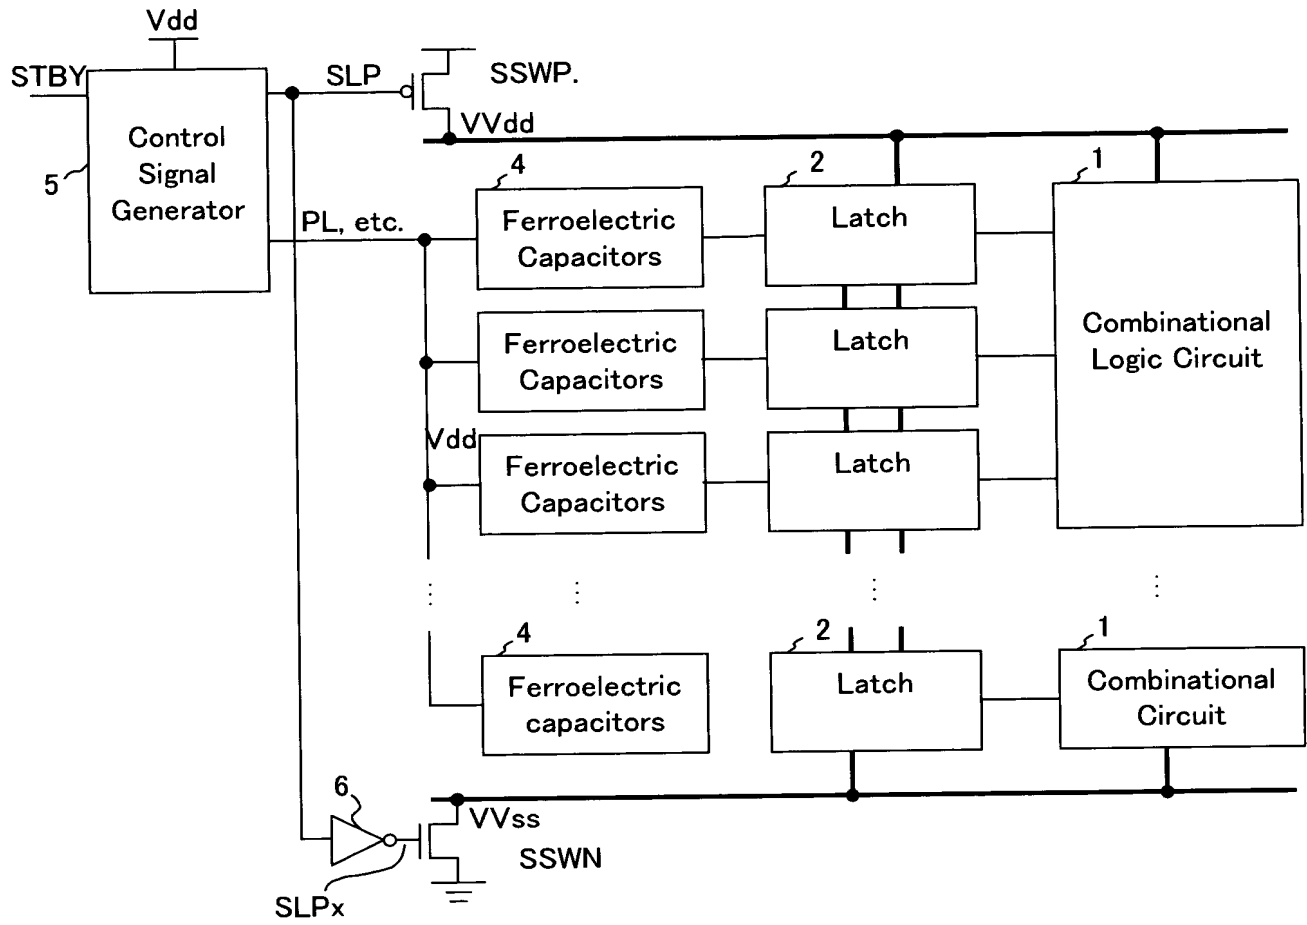 Vdd
STBY
SLP
SSWP.
VVdd
Control
Signal
Generator
5
PL, etc.
4
2
1
Ferroelectric
Capacitors
Latch
Combinational
Logic Circuit
Ferroelectric
Capacitors
Latch
Vdd
Ferroelectric
Capacitors
Latch
4
2
1
Ferroelectric
capacitors
Latch
Combinational
Circuit
6
VVss
SSWN
SLPx